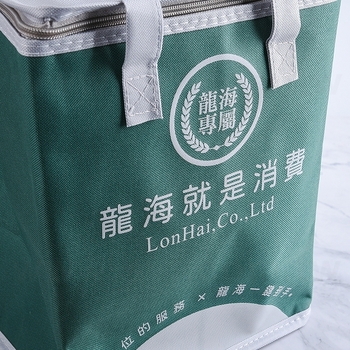 龍海
專屬
龍海就是消費
LonHai,Co.,Ltd
位的服務 × 龍海一鍵